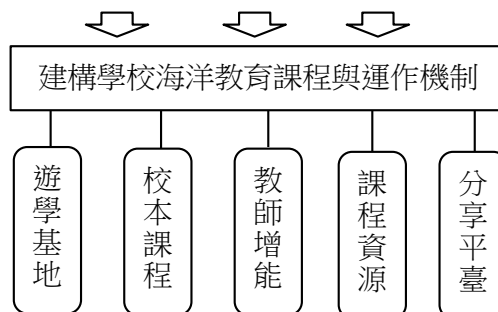 建構學校海洋教育課程與運作機制
遊學基地
校本課程
教師增能
課程資源
分享平臺